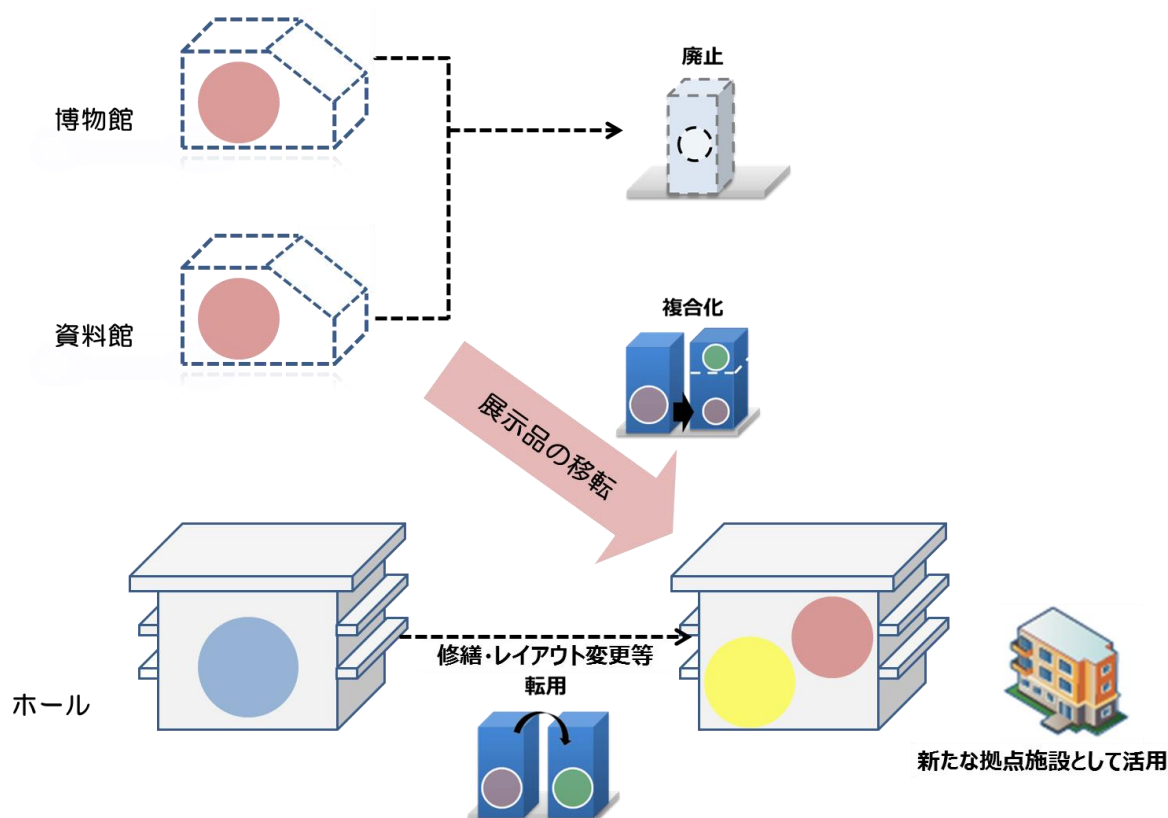 廃止
博物館
資料館
複合化
展示品の移転
修繕・レイアウト変更等
転用
ホール
新たな拠点施設として活用